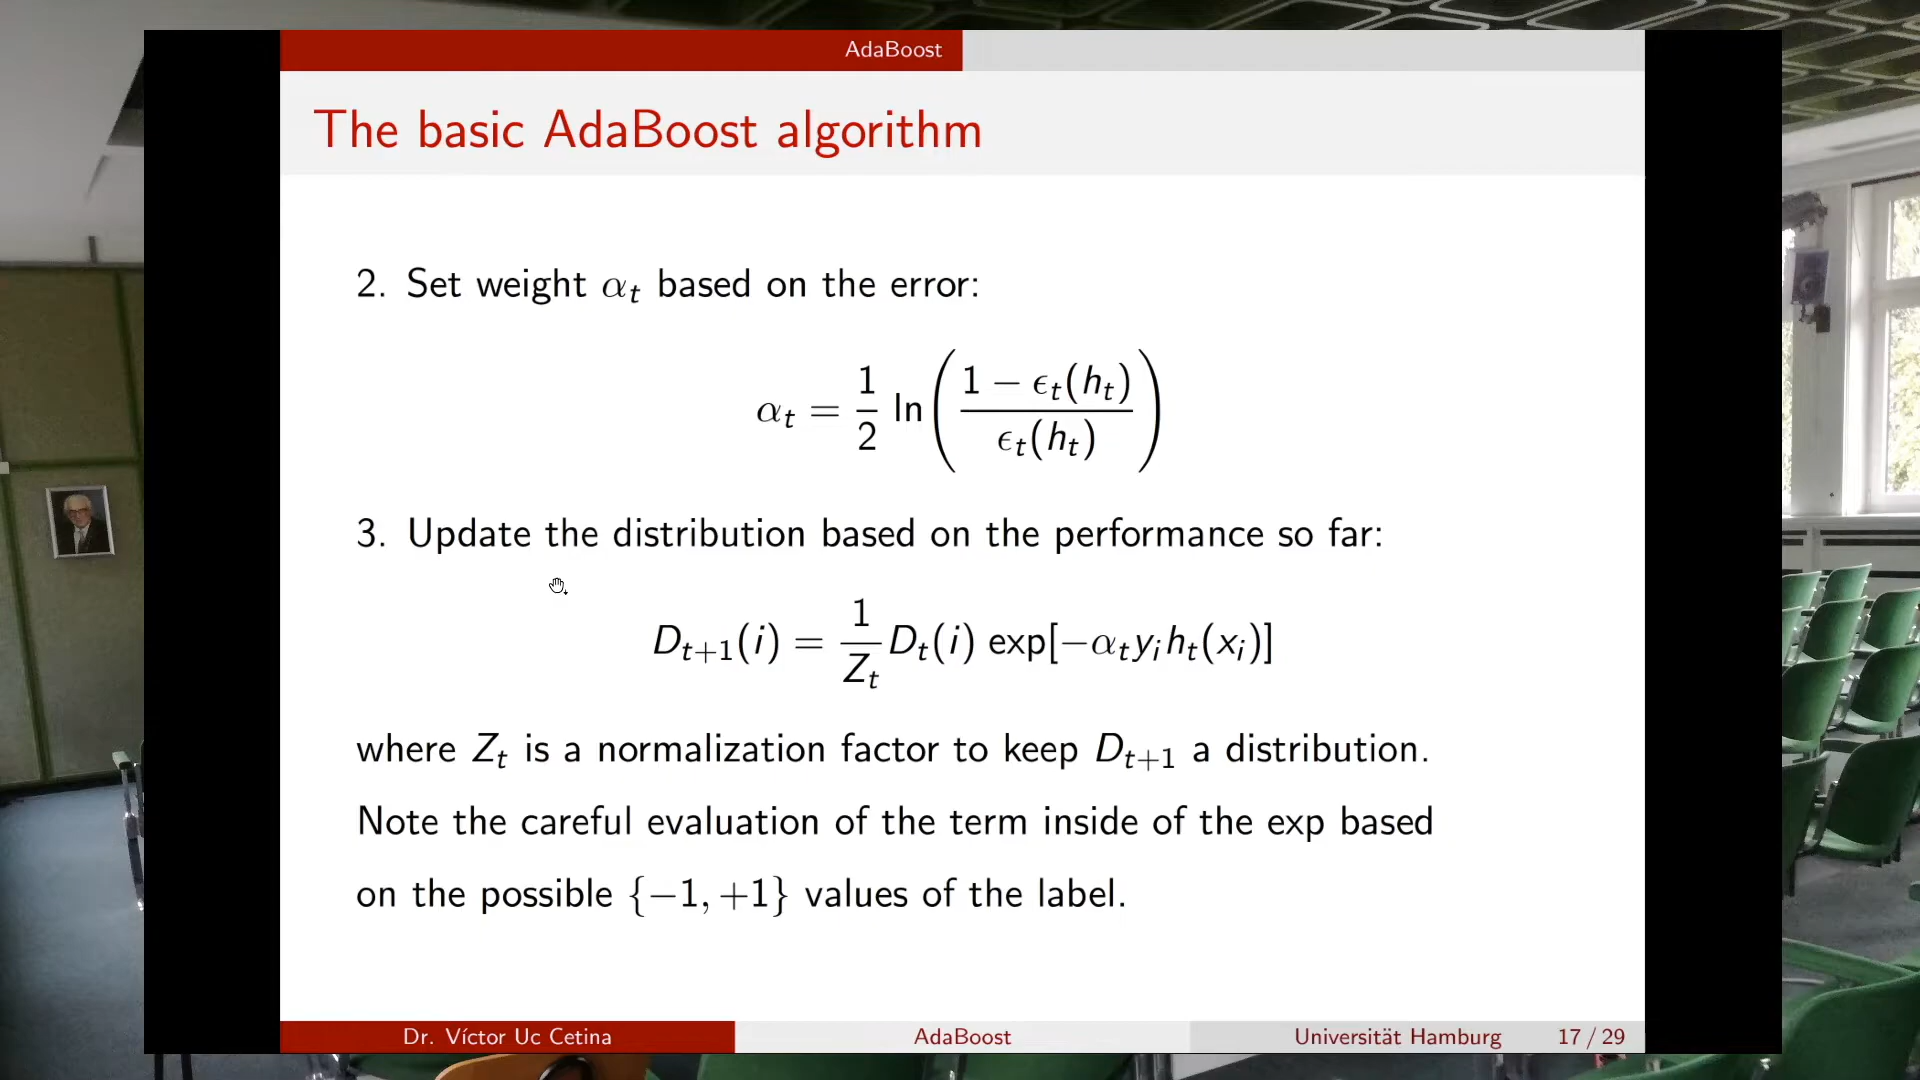 AdaBoost
The basic AdaBoost algorithm
2. Set weight αₜ based on the error:
αₜ = 1/2 ln((1 − ϵₜ(hₜ)) / ϵₜ(hₜ))
3. Update the distribution based on the performance so far:
Dₜ₊₁(i) = 1/Zₜ Dₜ(i) exp[−αₜyᵢhₜ(xᵢ)]
where Zₜ is a normalization factor to keep Dₜ₊₁ a distribution.
Note the careful evaluation of the term inside of the exp based
on the possible {−1, +1} values of the label.
Dr. Víctor Uc Cetina AdaBoost Universität Hamburg 17 / 29